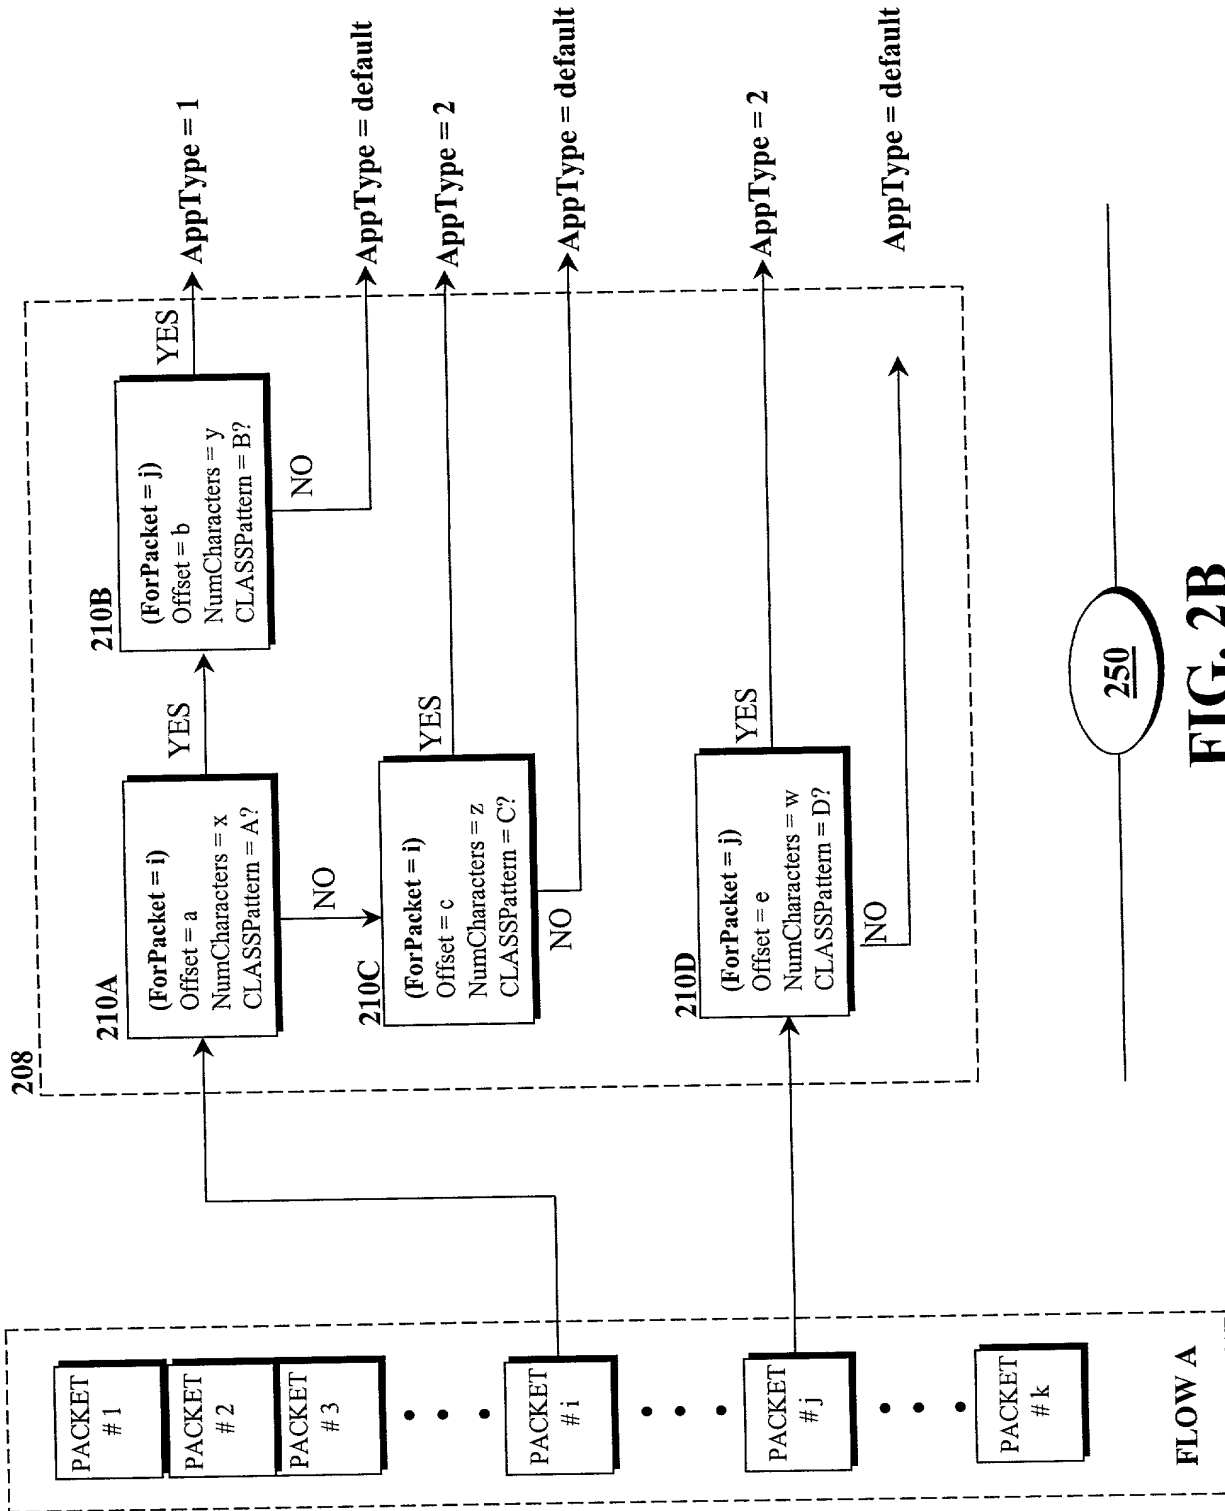 PACKET
# 1
PACKET
# 2
PACKET
# 3
PACKET
# i
PACKET
# j
PACKET
# k
FLOW A
208
210A
(ForPacket = i)
Offset = a
NumCharacters = x
CLASSPattern = A?
YES
NO
210B
(ForPacket = j)
Offset = b
NumCharacters = y
CLASSPattern = B?
YES
NO
AppType = 1
AppType = default
210C
(ForPacket = i)
Offset = c
NumCharacters = z
CLASSPattern = C?
YES
NO
AppType = 2
AppType = default
210D
(ForPacket = j)
Offset = e
NumCharacters = w
CLASSPattern = D?
YES
NO
AppType = 2
AppType = default
250
FIG. 2B